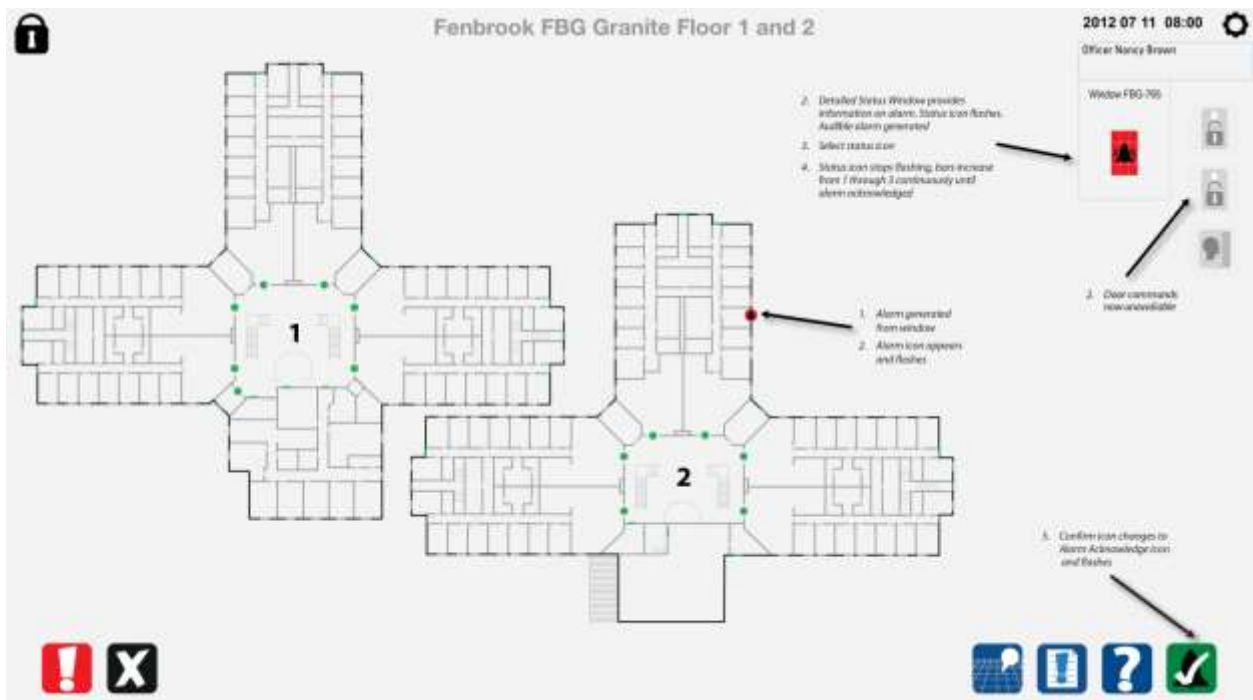 Fenbrook FBG Granite Floor 1 and 2
2012 07 11 08:00
Officer Nancy Brown
Window FBG-766
2. Detailed Status Window provides
information on alarm. Status icon flashes.
Audible alarm generated
3. Select status icon
4. Status icon stops flashing, bars increase
from 1 through 3 continuously until
alarm acknowledged
3. Door commands
now unavailable
1. Alarm generated
from window
2. Alarm icon appears
and flashes
1
2
5. Confirm icon changes to
Alarm Acknowledge icon
and flashes
!
X
!
?